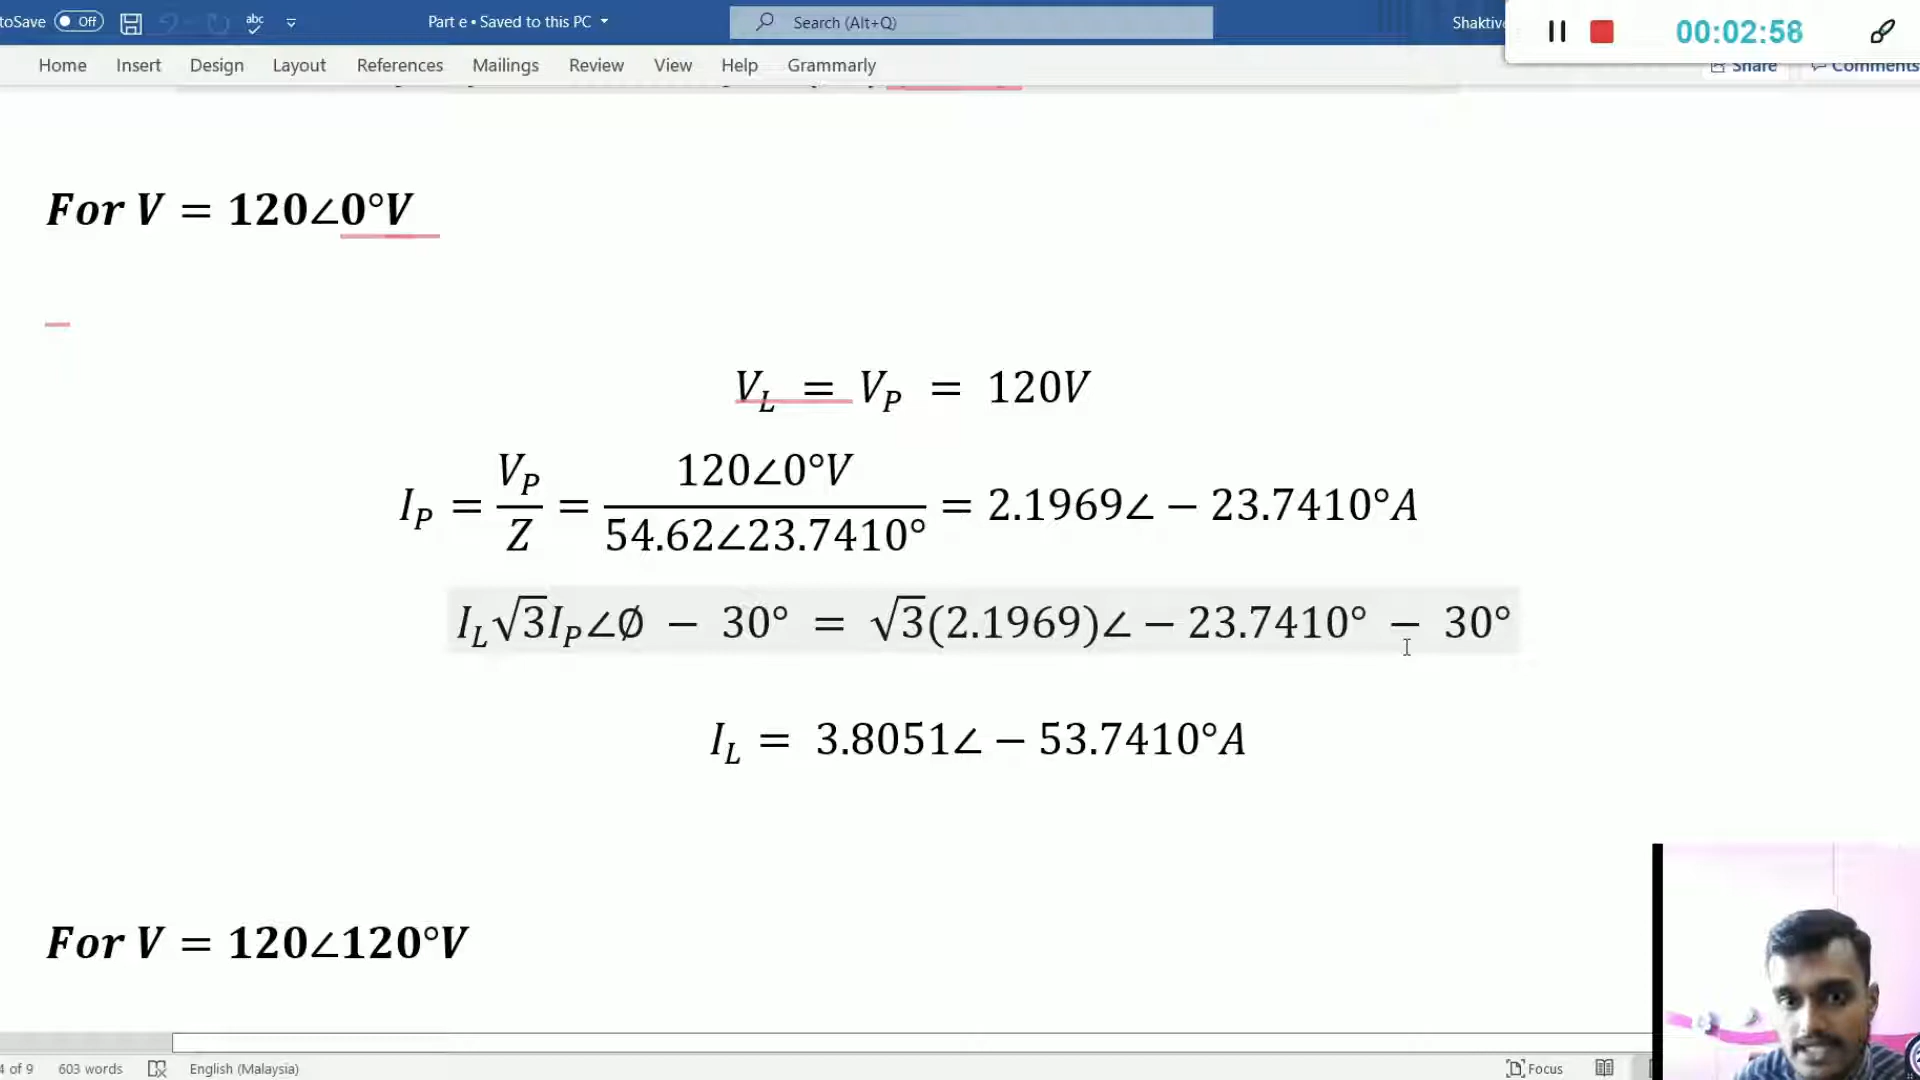 toSave Off abc Part e • Saved to this PC Search (Alt+Q) Shaktiv 00:02:58
Home Insert Design Layout References Mailings Review View Help Grammarly Share Comments
For V = 120∠0°V
V_L = V_P = 120V
I_P = V_P/Z = 120∠0°V/54.62∠23.7410° = 2.1969∠ − 23.7410°A
I_L√3I_P∠∅ − 30° = √3(2.1969)∠ − 23.7410° − 30°
I_L = 3.8051∠ − 53.7410°A
For V = 120∠120°V
4 of 9 603 words English (Malaysia) Focus